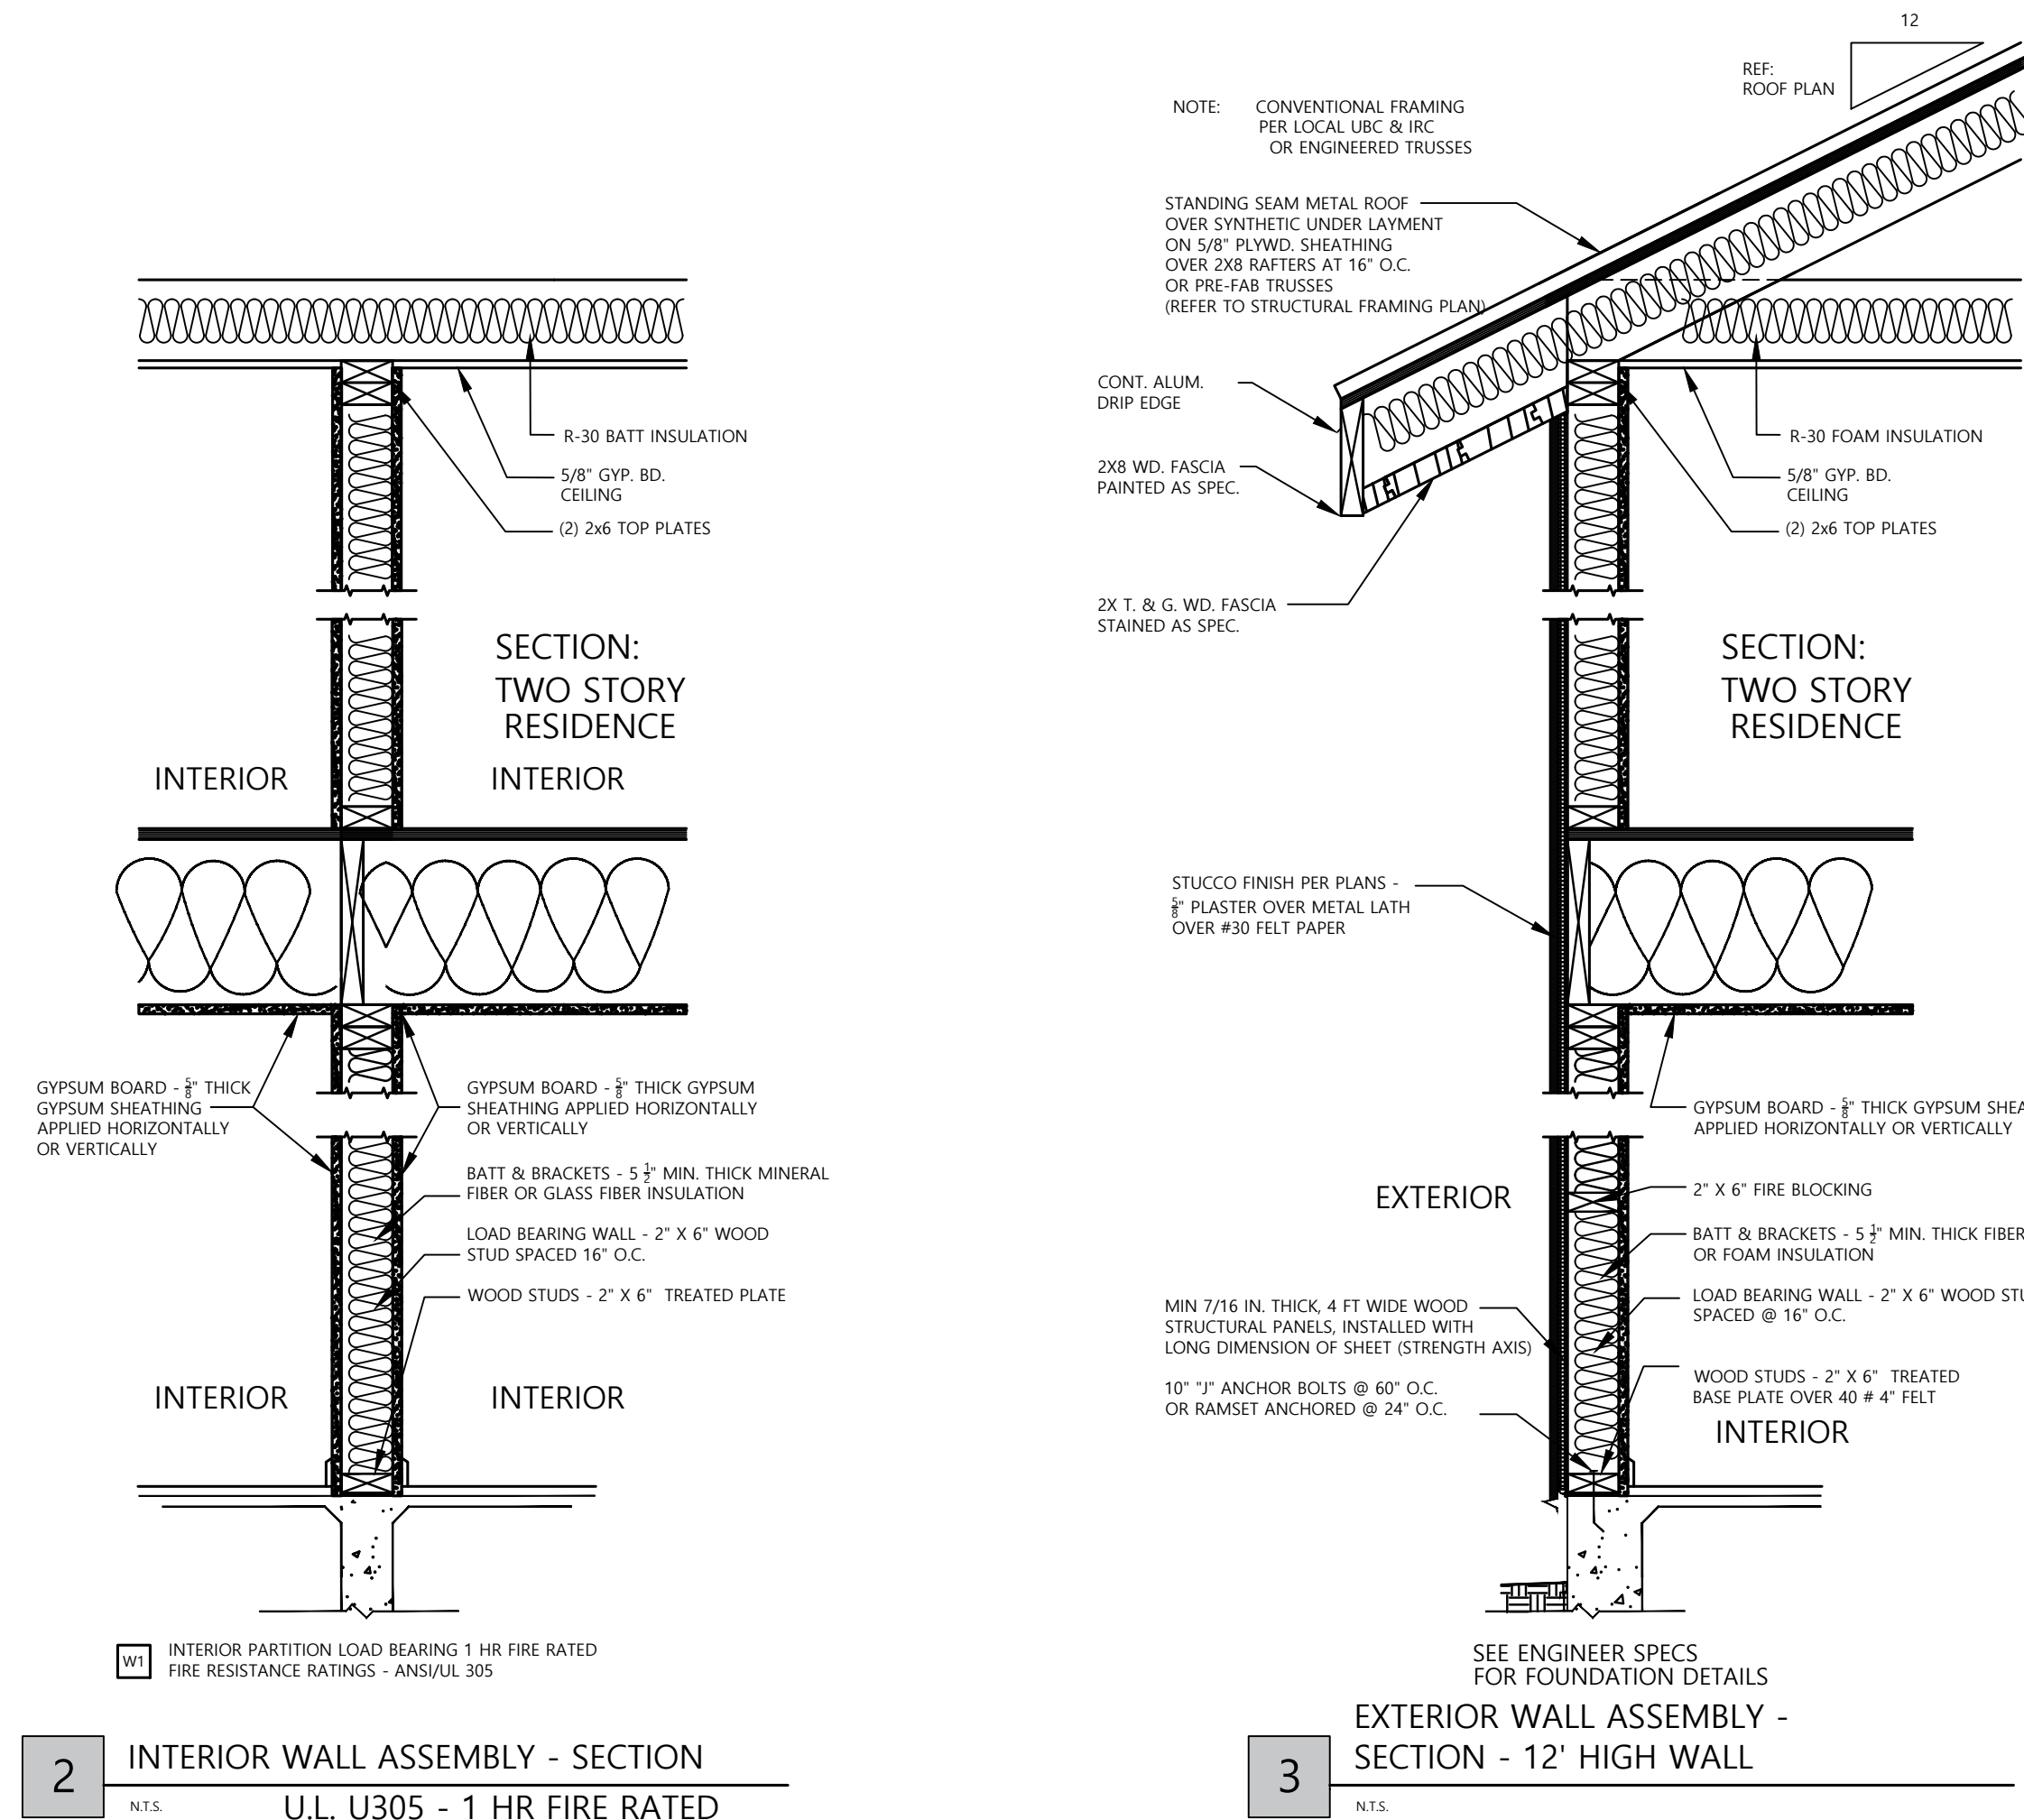 R-30 BATT INSULATION
5/8" GYP. BD.
CEILING
(2) 2x6 TOP PLATES
SECTION:
TWO STORY
RESIDENCE
INTERIOR
INTERIOR
GYPSUM BOARD - 5/8" THICK
GYPSUM SHEATHING
APPLIED HORIZONTALLY
OR VERTICALLY
GYPSUM BOARD - 5/8" THICK GYPSUM
SHEATHING APPLIED HORIZONTALLY
OR VERTICALLY
BATT & BRACKETS - 5 1/2" MIN. THICK MINERAL
FIBER OR GLASS FIBER INSULATION
LOAD BEARING WALL - 2" X 6" WOOD
STUD SPACED 16" O.C.
WOOD STUDS - 2" X 6" TREATED PLATE
INTERIOR
INTERIOR
W1
INTERIOR PARTITION LOAD BEARING 1 HR FIRE RATED
FIRE RESISTANCE RATINGS - ANSI/UL 305
2
INTERIOR WALL ASSEMBLY - SECTION
N.T.S.
U.L. U305 - 1 HR FIRE RATED
12
REF:
ROOF PLAN
NOTE: CONVENTIONAL FRAMING
PER LOCAL UBC & IRC
OR ENGINEERED TRUSSES
STANDING SEAM METAL ROOF
OVER SYNTHETIC UNDER LAYMENT
ON 5/8" PLYWD. SHEATHING
OVER 2X8 RAFTERS AT 16" O.C.
OR PRE-FAB TRUSSES
(REFER TO STRUCTURAL FRAMING PLAN)
CONT. ALUM.
DRIP EDGE
2X8 WD. FASCIA
PAINTED AS SPEC.
2X T. & G. WD. FASCIA
STAINED AS SPEC.
R-30 FOAM INSULATION
5/8" GYP. BD.
CEILING
(2) 2x6 TOP PLATES
SECTION:
TWO STORY
RESIDENCE
STUCCO FINISH PER PLANS -
5/8" PLASTER OVER METAL LATH
OVER #30 FELT PAPER
GYPSUM BOARD - 5/8" THICK GYPSUM SHEA
APPLIED HORIZONTALLY OR VERTICALLY
EXTERIOR
2" X 6" FIRE BLOCKING
BATT & BRACKETS - 5 1/2" MIN. THICK FIBER
OR FOAM INSULATION
LOAD BEARING WALL - 2" X 6" WOOD STU
SPACED @ 16" O.C.
MIN 7/16 IN. THICK, 4 FT WIDE WOOD
STRUCTURAL PANELS, INSTALLED WITH
LONG DIMENSION OF SHEET (STRENGTH AXIS)
10" "J" ANCHOR BOLTS @ 60" O.C.
OR RAMSET ANCHORED @ 24" O.C.
WOOD STUDS - 2" X 6" TREATED
BASE PLATE OVER 40 # 4" FELT
INTERIOR
SEE ENGINEER SPECS
FOR FOUNDATION DETAILS
3
EXTERIOR WALL ASSEMBLY -
SECTION - 12' HIGH WALL
N.T.S.